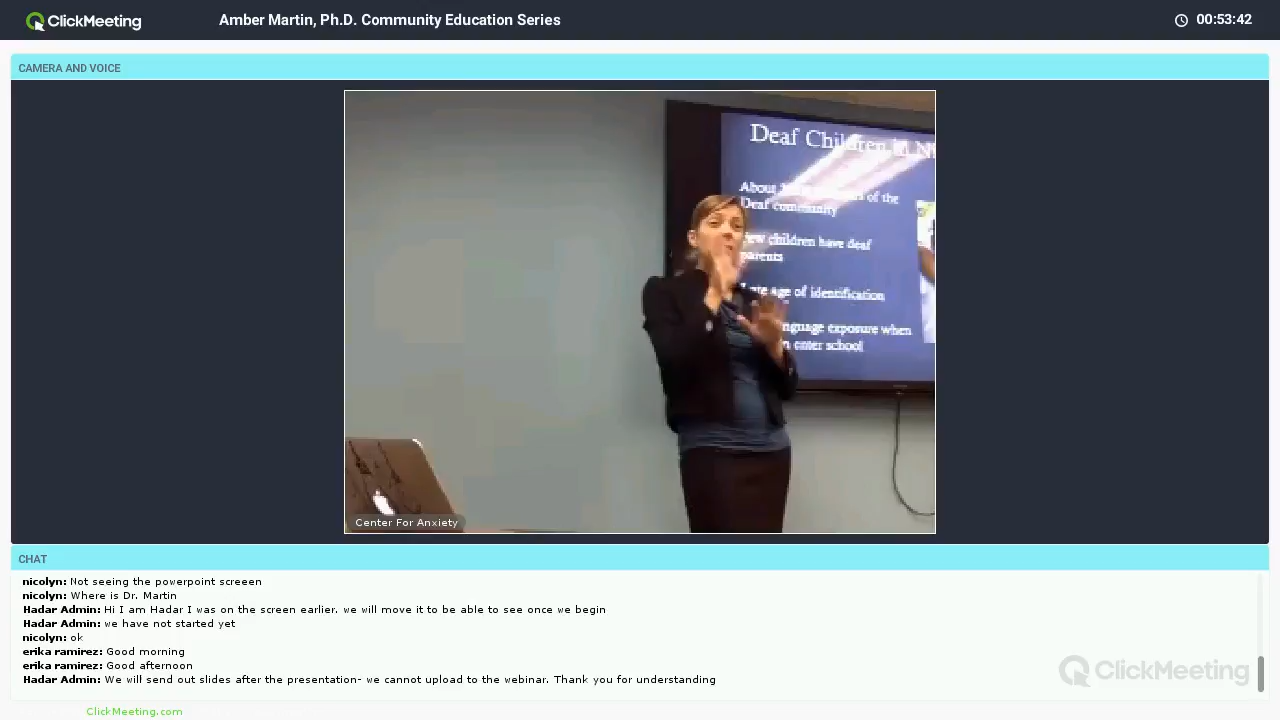 ClickMeeting
Amber Martin, Ph.D. Community Education Series
00:53:42
CAMERA AND VOICE
Deaf Children
About of the
Deaf community
Few children have deaf
parents
Late age of identification
exposure when
enter school
Center For Anxiety
CHAT
nicolyn: Not seeing the powerpoint screeen
nicolyn: Where is Dr. Martin
Hadar Admin: Hi I am Hadar I was on the screen earlier. we will move it to be able to see once we begin
Hadar Admin: we have not started yet
nicolyn: ok
erika ramirez: Good morning
erika ramirez: Good afternoon
Hadar Admin: We will send out slides after the presentation- we cannot upload to the webinar. Thank you for understanding
ClickMeeting
ClickMeeting.com